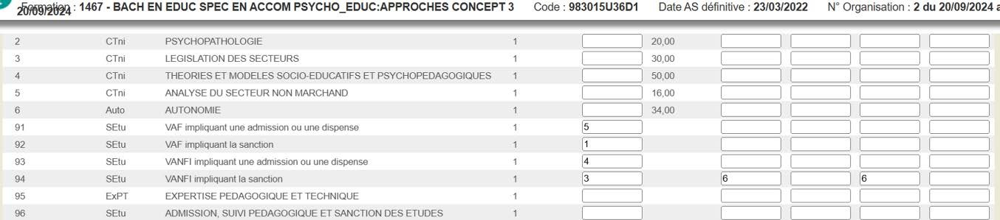 Formation : 1467 - BACH EN EDUC SPEC EN ACCOM PSYCHO_EDUC:APPROCHES CONCEPT 3 Code : 983015U36D1 Date AS définitive : 23/03/2022 N° Organisation : 2 du 20/09/2024 a
20/09/2024
2 CTni PSYCHOPATHOLOGIE 1 20,00
3 CTni LEGISLATION DES SECTEURS 1 30,00
4 CTni THEORIES ET MODELES SOCIO-EDUCATIFS ET PSYCHOPEDAGOGIQUES 1 50,00
5 CTni ANALYSE DU SECTEUR NON MARCHAND 1 16,00
6 Auto AUTONOMIE 1 34,00
91 SEtu VAF impliquant une admission ou une dispense 1 5
92 SEtu VAF impliquant la sanction 1 1
93 SEtu VANFI impliquant une admission ou une dispense 1 4
94 SEtu VANFI impliquant la sanction 1 3 6 6
95 ExPT EXPERTISE PEDAGOGIQUE ET TECHNIQUE 1
96 SEtu ADMISSION, SUIVI PEDAGOGIQUE ET SANCTION DES ETUDES 1